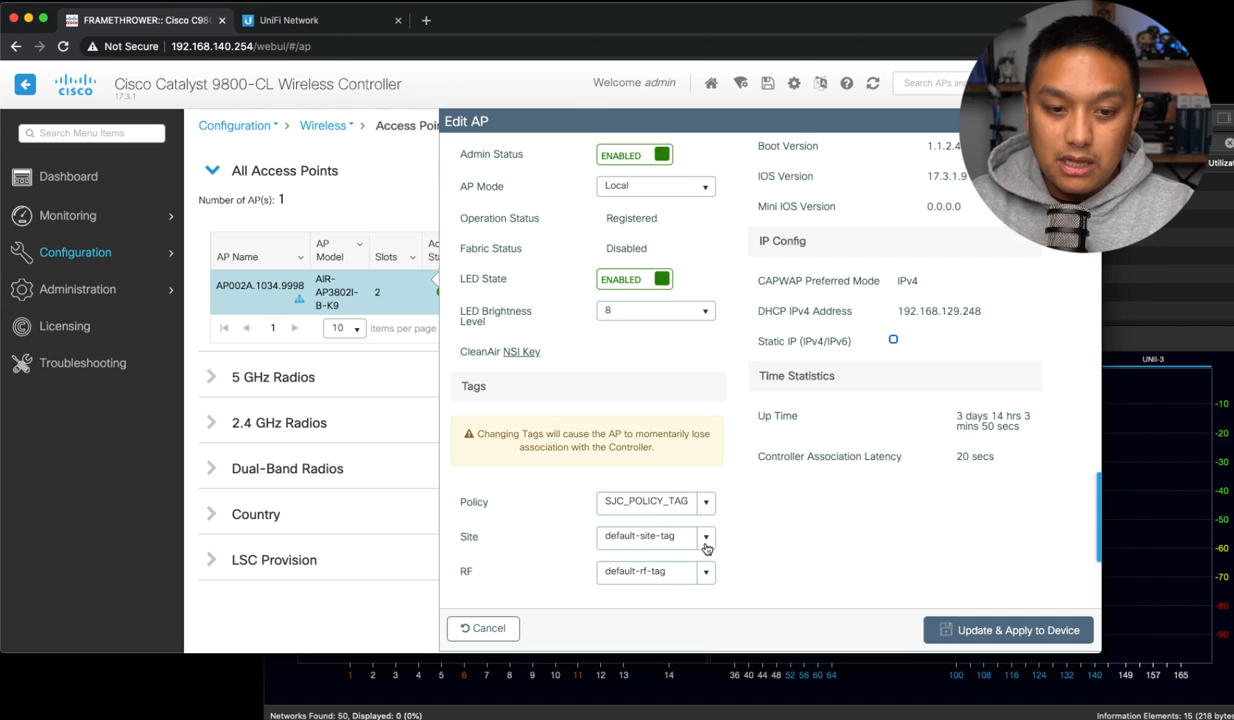 FRAMETHROWER:: Cisco C98
UniFi Network
Not Secure 192.168.140.254/webui/#/ap
CISCO
Cisco Catalyst 9800-CL Wireless Controller
17.3.1
Welcome admin
Search APs and
Search Menu Items
Dashboard
Monitoring
Configuration
Administration
Licensing
Troubleshooting
Configuration > Wireless > Access Poi
All Access Points
Number of AP(s): 1
AP Name
AP Model
Slots
AP002A.1034.9998
AIR-
AP3802I-
B-K9
2
1
10 items per page
5 GHz Radios
2.4 GHz Radios
Dual-Band Radios
Country
LSC Provision
Edit AP
Admin Status ENABLED
AP Mode Local
Operation Status Registered
Fabric Status Disabled
LED State ENABLED
LED Brightness
Level
8
CleanAir NSI Key
Tags
Changing Tags will cause the AP to momentarily lose
association with the Controller.
Policy SJC_POLICY_TAG
Site default-site-tag
RF default-rf-tag
Cancel
Boot Version 1.1.2.4
IOS Version 17.3.1.9
Mini IOS Version 0.0.0.0
IP Config
CAPWAP Preferred Mode IPv4
DHCP IPv4 Address 192.168.129.248
Static IP (IPv4/IPv6)
Time Statistics
Up Time 3 days 14 hrs 3
mins 50 secs
Controller Association Latency 20 secs
Update & Apply to Device
Utiliza
UNII-3
-10
-20
-30
-40
-50
-60
-70
-80
-90
1 2 3 4 5 6 7 8 9 10 11 12 13 14 36 40 44 48 52 56 60 64 100 108 116 124 132 140 149 157 165
Networks Found: 50, Displayed: 0 (0%)
Information Elements: 15 (218 bytes